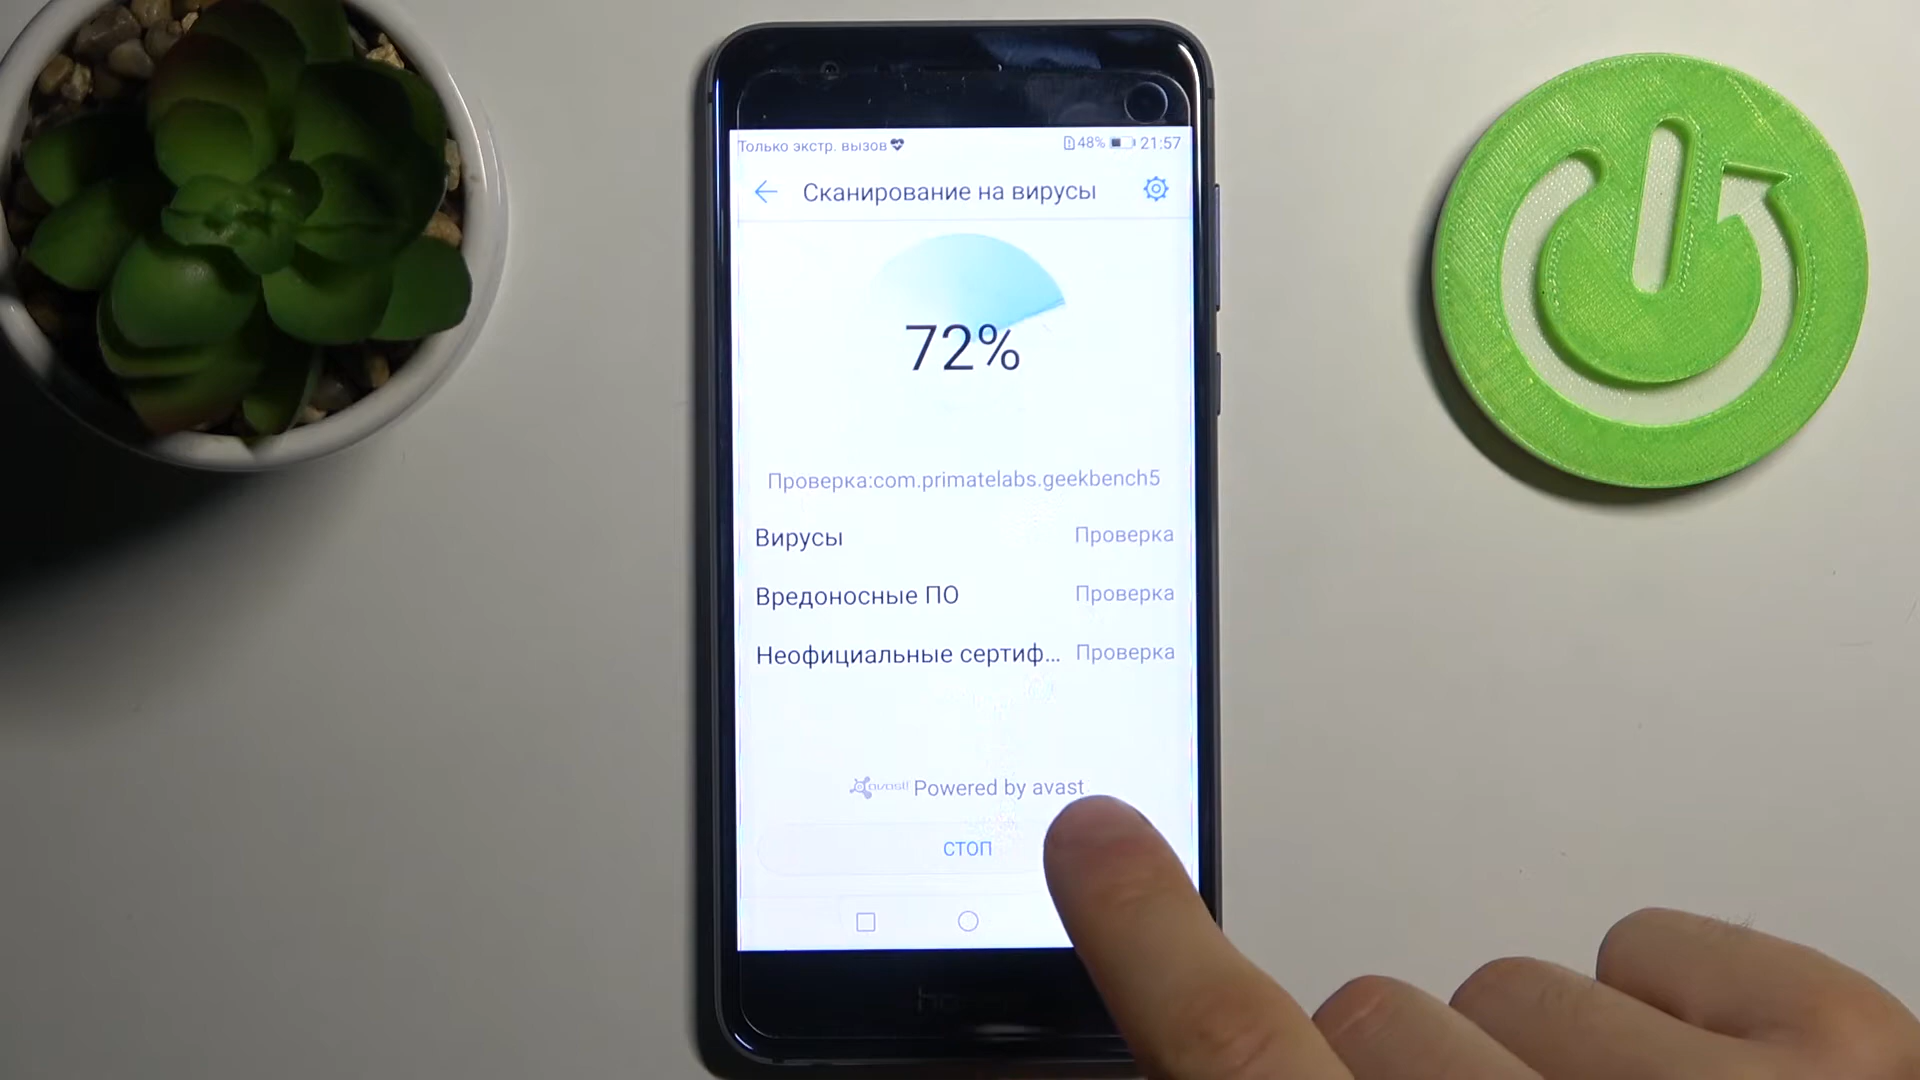 Только экстр. вызов 48% 21:57
Сканирование на вирусы
72%
Проверка:com.primatelabs.geekbench5
Вирусы Проверка
Вредоносные ПО Проверка
Неофициальные сертиф... Проверка
avast! Powered by avast
СТОП